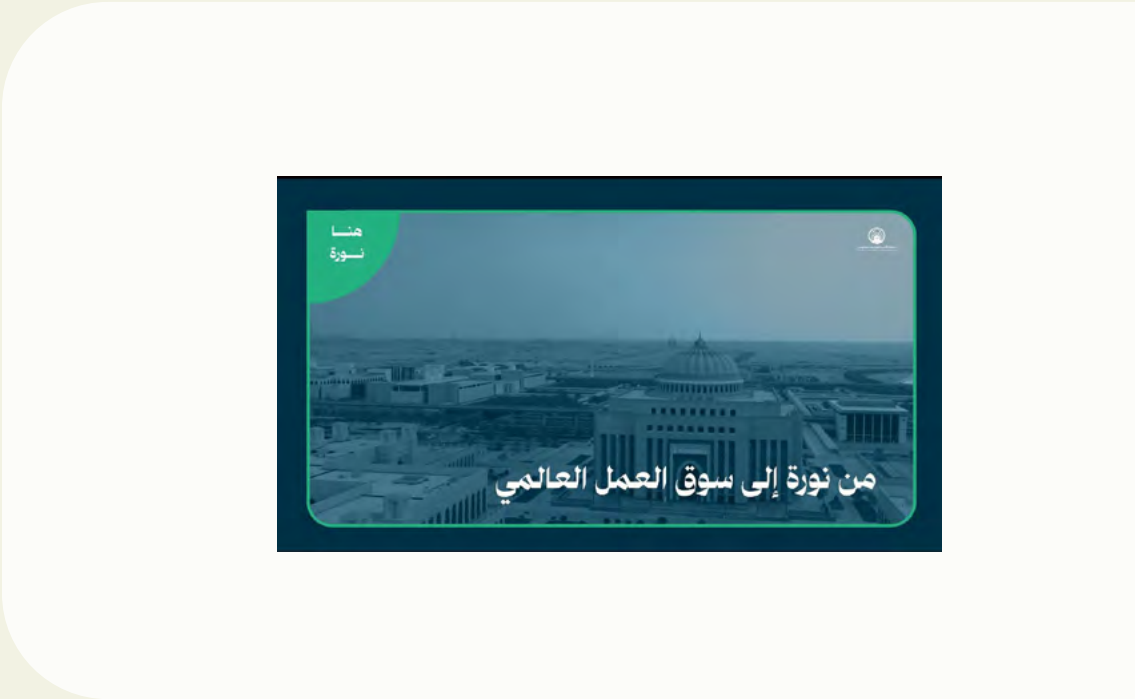 هنا
نورة
من نورة إلى سوق العمل العالمي